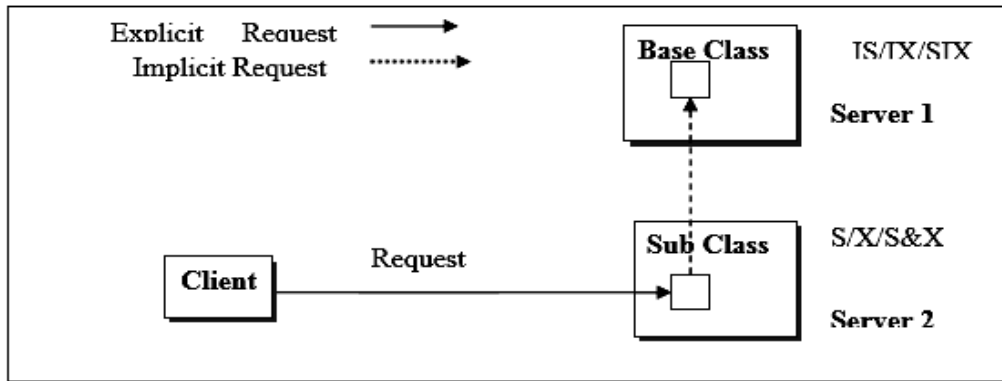 Explicit Request
Implicit Request
Base Class
IS/IX/SIX
Server 1
Sub Class
S/X/S&X
Request
Client
Server 2